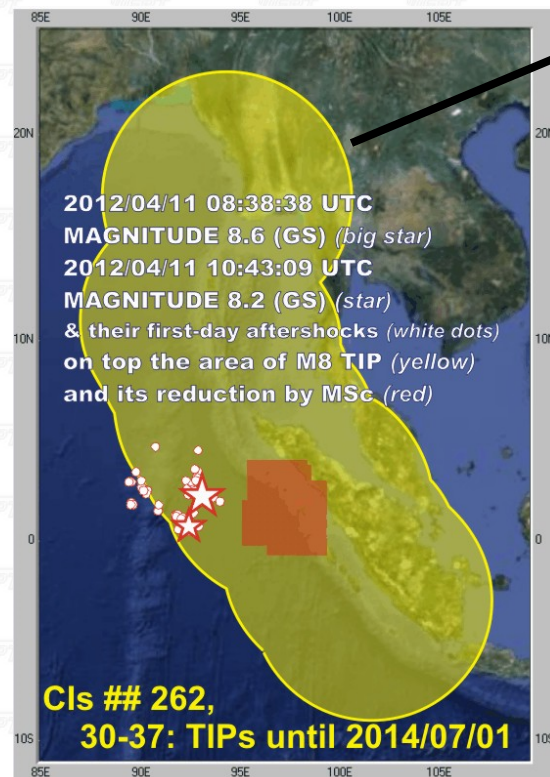 85E 90E 95E 100E 105E
20N 20N
2012/04/11 08:38:38 UTC
MAGNITUDE 8.6 (GS) (big star)
2012/04/11 10:43:09 UTC
MAGNITUDE 8.2 (GS) (star)
& their first-day aftershocks (white dots)
10N 10N
on top the area of M8 TIP (yellow)
and its reduction by MSc (red)
0 0
CIs ## 262,
30-37: TIPs until 2014/07/01
10S 10S
85E 90E 95E 100E 105E